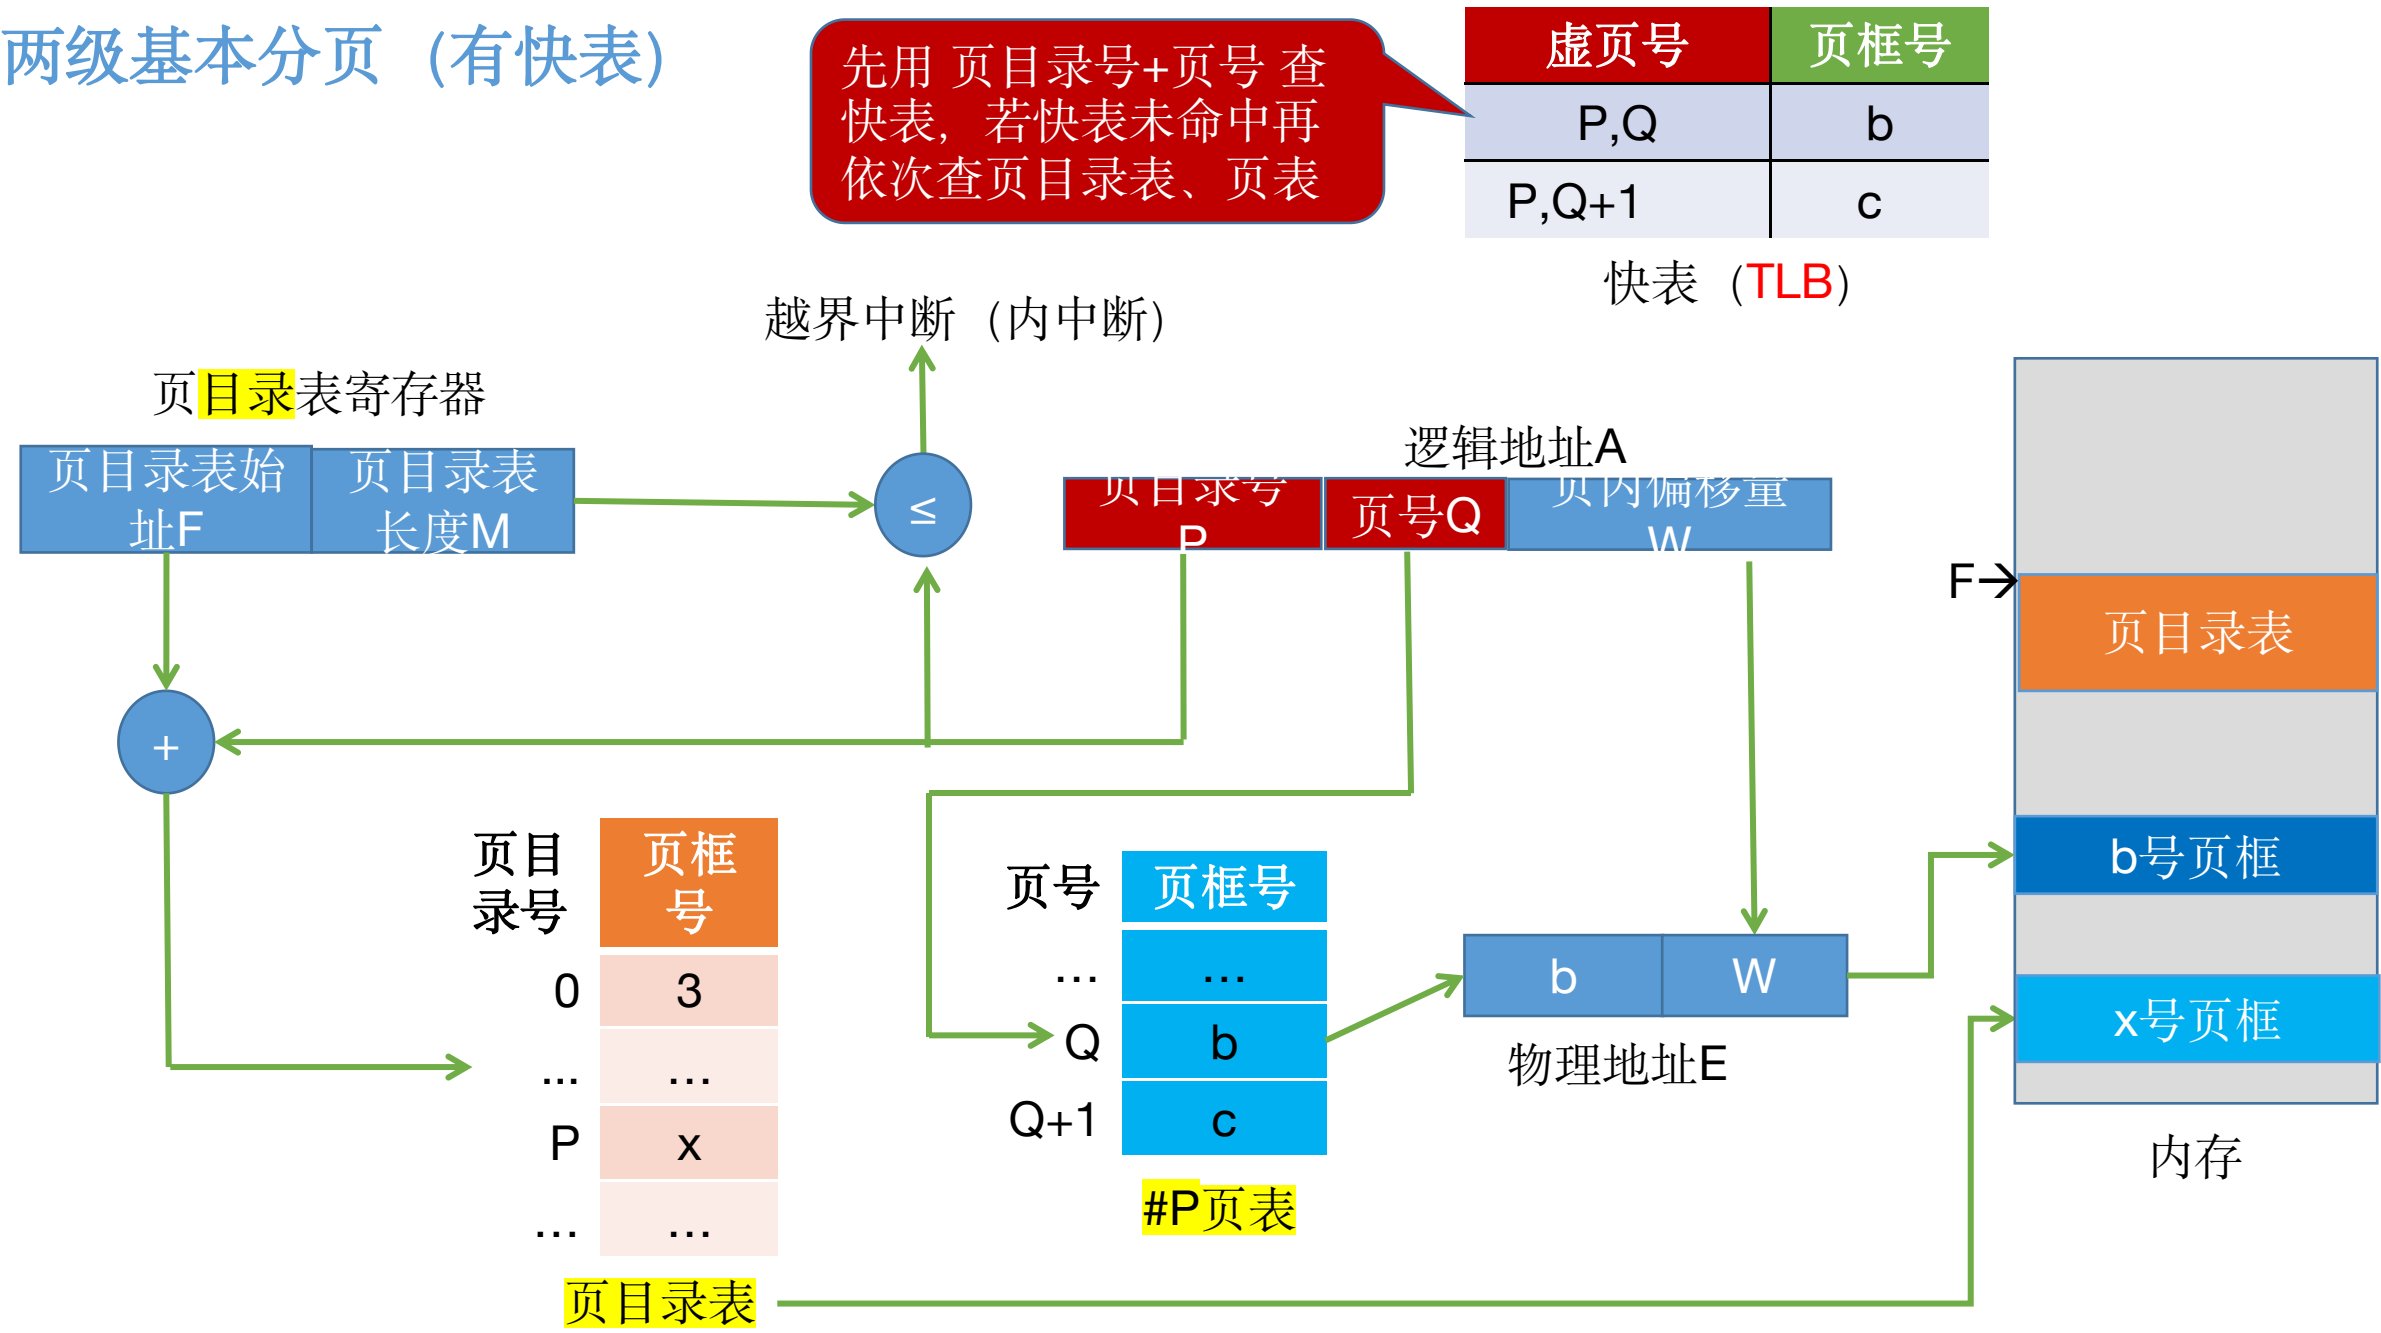 两级基本分页（有快表）
先用 页目录号+页号 查
快表，若快表未命中再
依次查页目录表、页表
虚页号 页框号
P,Q b
P,Q+1 c
快表（TLB）
越界中断（内中断）
页目录表寄存器
页目录表始
址F
页目录表
长度M
≤
逻辑地址A
页目录号
P
页号Q
页内偏移量
W
F→
页目录表
+
b号页框
x号页框
内存
页目
录号
页框
号
0 3
... ...
P x
... ...
页目录表
页号 页框号
... ...
Q b
Q+1 c
#P页表
b W
物理地址E